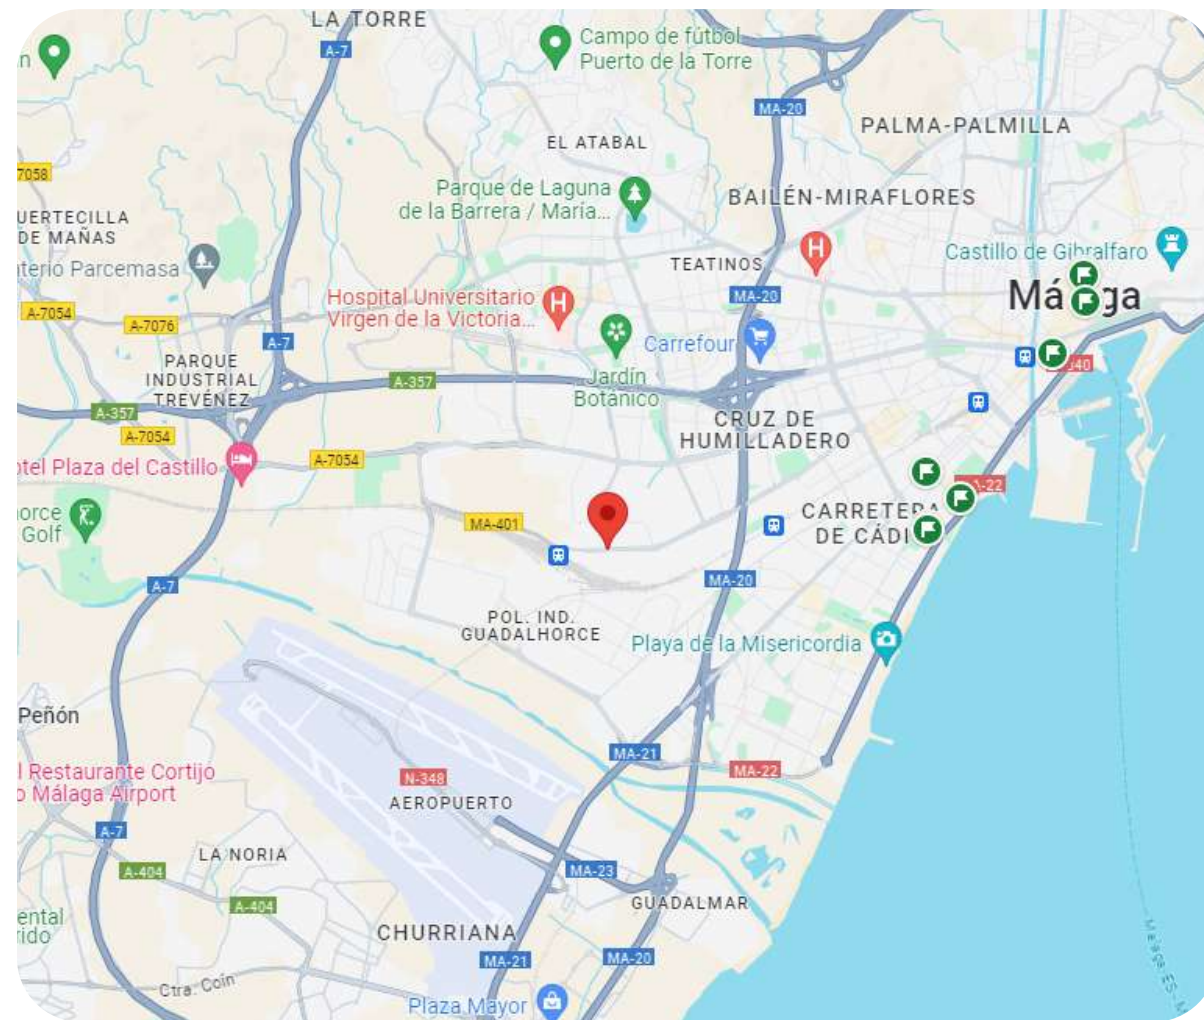 LA TORRE
A-7
Campo de fútbol
Puerto de la Torre
MA-20
EL ATABAL
PALMA-PALMILLA
7058
Parque de Laguna
de la Barrera / María...
BAILÉN-MIRAFLORES
UERTECILLA
DE MAÑAS
TEATINOS
Castillo de Gibralfaro
terio Parcemasa
Hospital Universitario
Virgen de la Victoria...
MA-20
A-7054
A-7076
A-7
Carrefour
PARQUE
INDUSTRIAL
TREVÉNEZ
Jardín
Botánico
A-357
A-357
A-7054
CRUZ DE
HUMILLADERO
otel Plaza del Castillo
A-7054
orce
Golf
MA-401
CARRETERA
DE CÁDI
A-7
MA-20
POL. IND.
GUADALHORCE
Playa de la Misericordia
Peñón
MA-21
MA-22
l Restaurante Cortijo
o Málaga Airport
N-348
AEROPUERTO
A-7
LA NORIA
A-404
MA-23
A-404
GUADALMAR
ental
rido
CHURRIANA
MA-21
MA-20
Ctra. Coín
Plaza Mayor